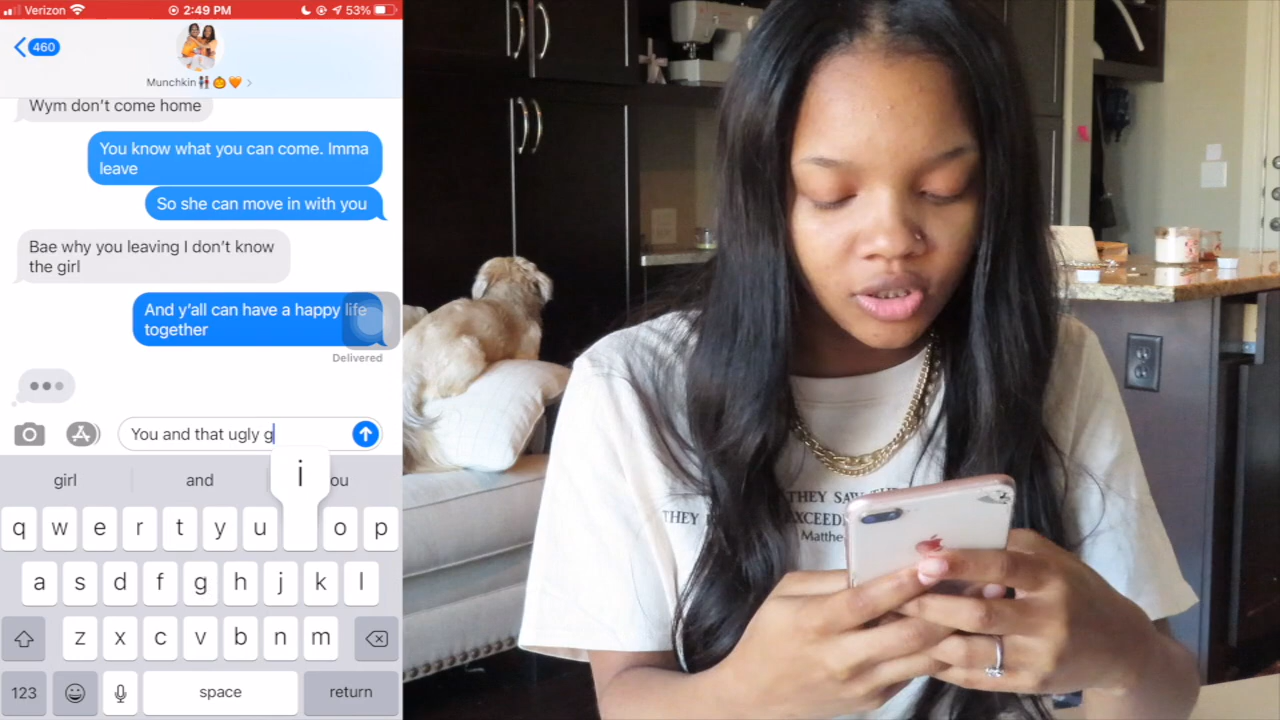 Verizon 2:49 PM 53%
460
Munchkin
Wym don't come home
You know what you can come. Imma
leave
So she can move in with you
Bae why you leaving I don't know
the girl
And y'all can have a happy life
together
Delivered
You and that ugly g
i
girl and ou
q w e r t y u o p
a s d f g h j k l
z x c v b n m
123 space return
THEY SAW THE
THEY EXCEED
Matthe